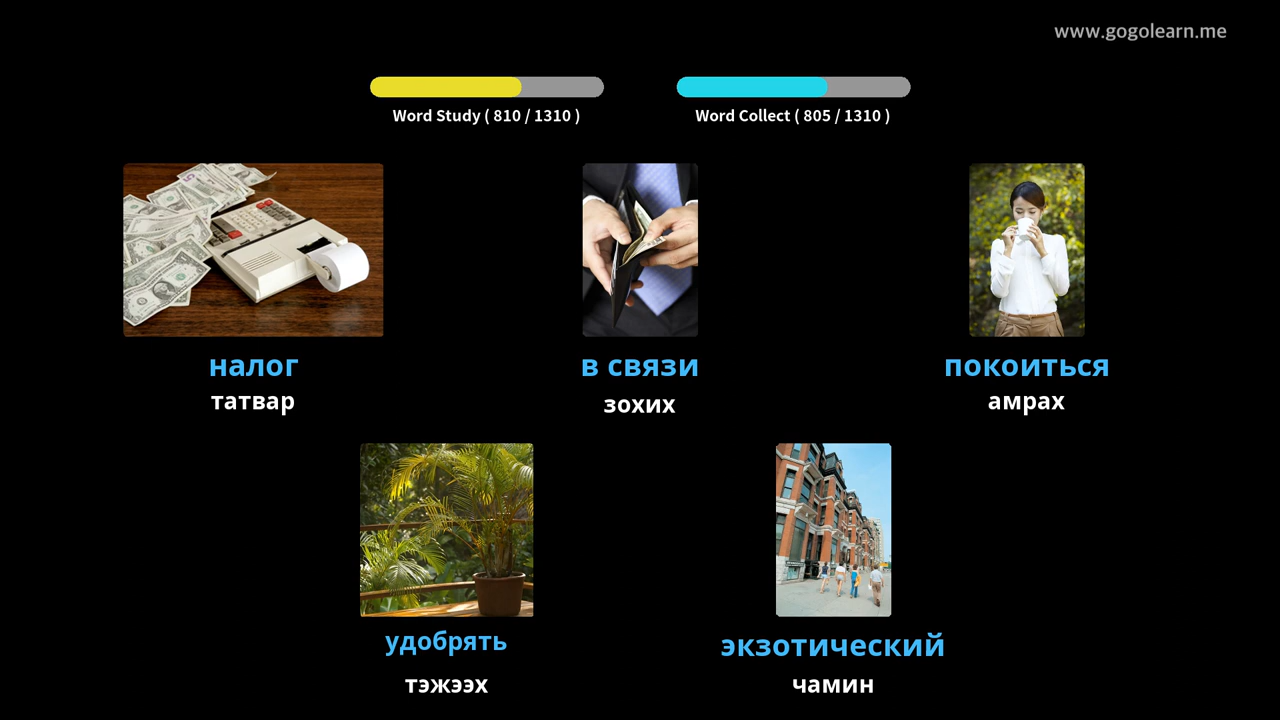 www.gogolearn.me
Word Study ( 810 / 1310 )
Word Collect ( 805 / 1310 )
налог
татвар
в связи
зохих
покоиться
амрах
удобрять
тэжээх
экзотический
чамин